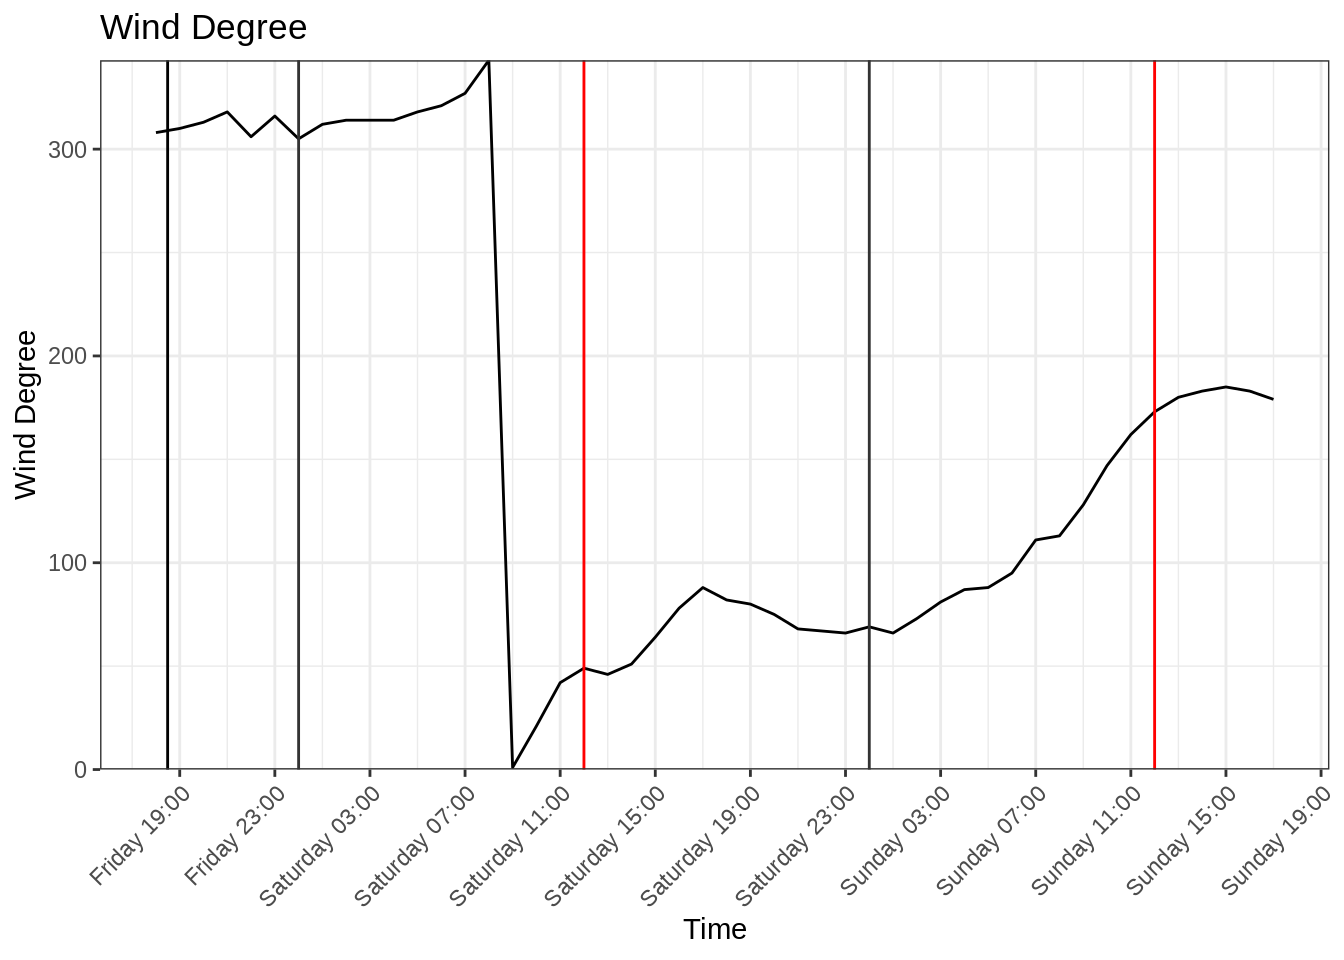 Wind Degree
Wind Degree
300
200
100
0
Friday 19:00
Friday 23:00
Saturday 03:00
Saturday 07:00
Saturday 11:00
Saturday 15:00
Saturday 19:00
Saturday 23:00
Sunday 03:00
Sunday 07:00
Sunday 11:00
Sunday 15:00
Sunday 19:00
Time